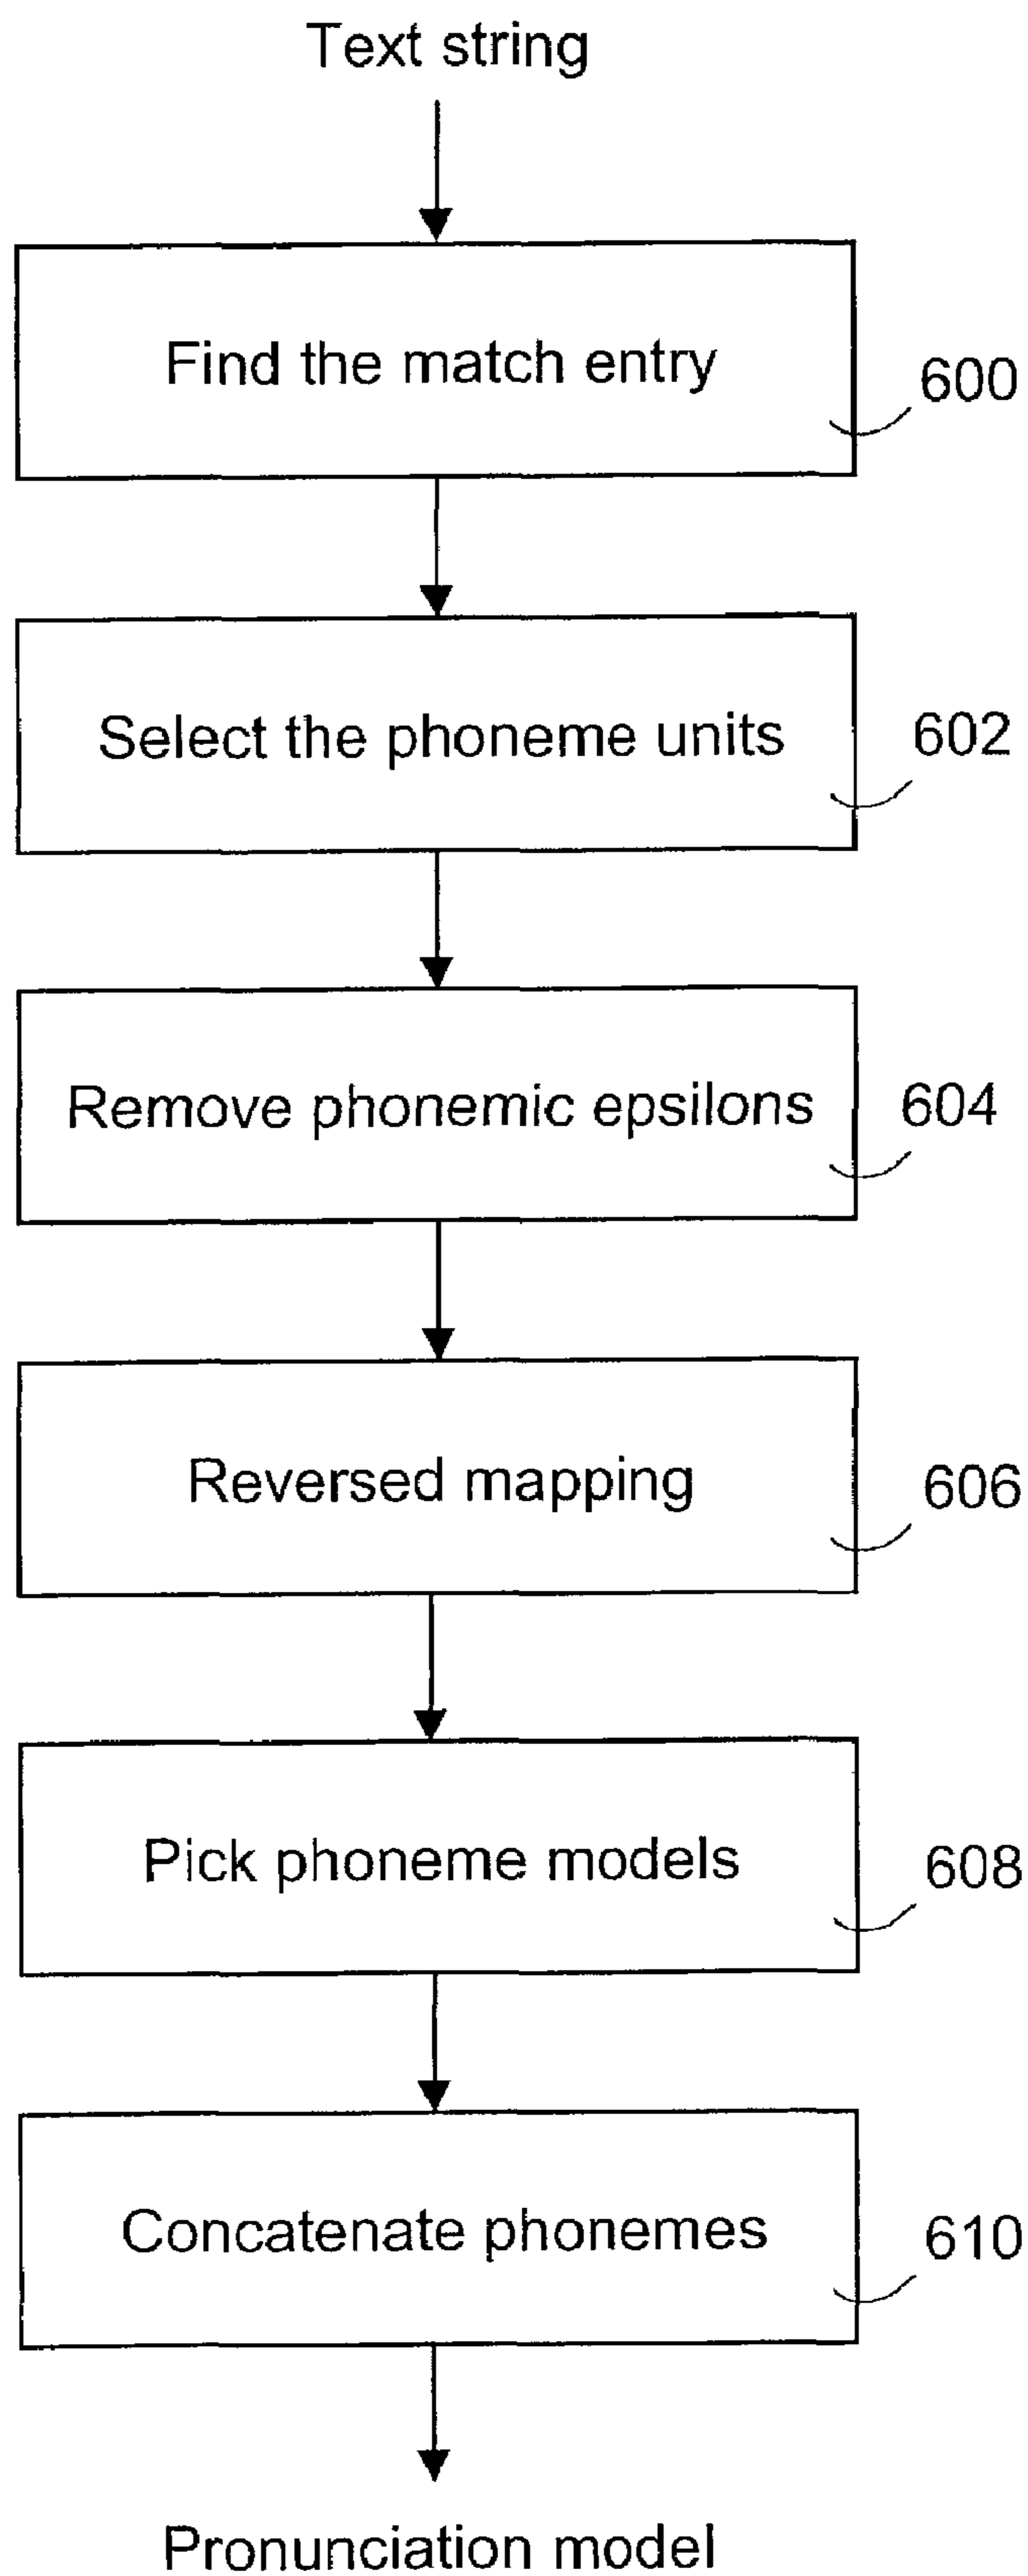 Text string
Find the match entry
600
Select the phoneme units
602
Remove phonemic epsilons
604
Reversed mapping
606
Pick phoneme models
608
Concatenate phonemes
610
Pronunciation model